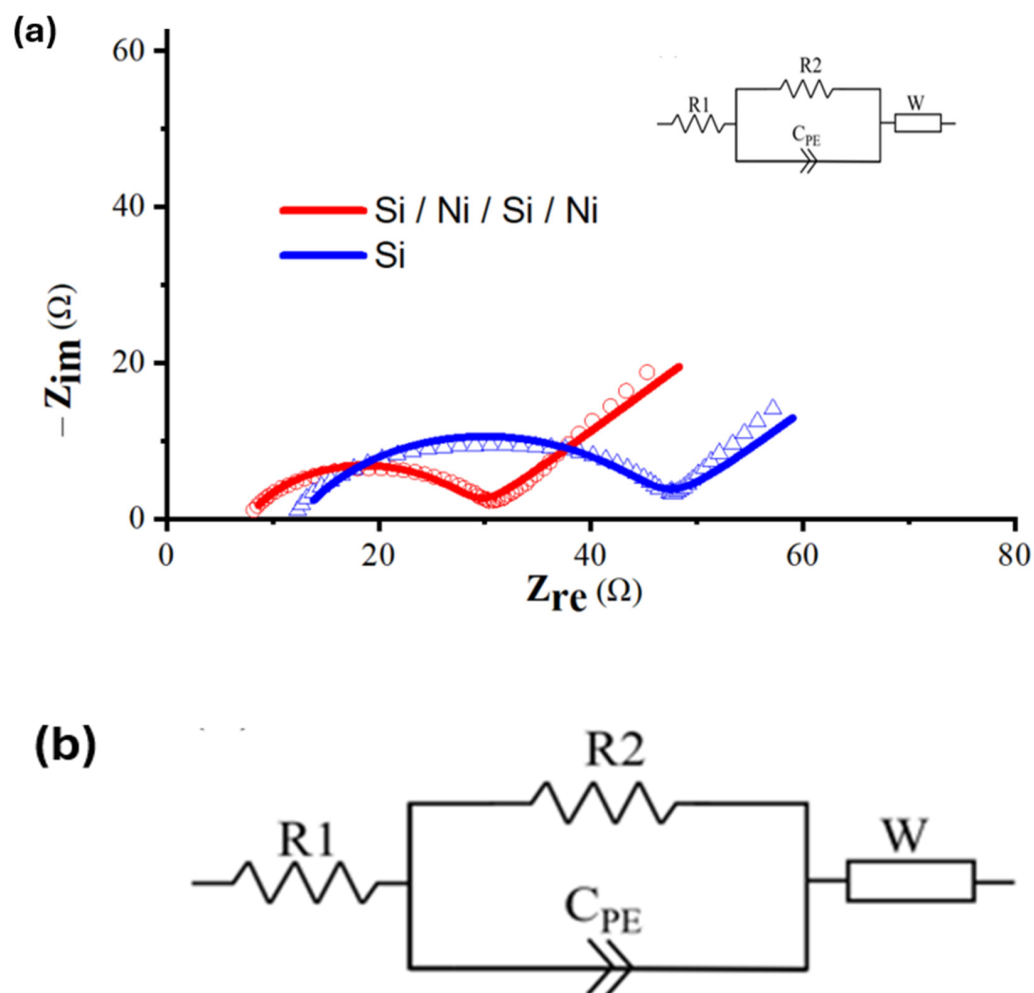 (a)
60
40
20
0
− Zim (Ω)
Si / Ni / Si / Ni
Si
R2
R1
CPE
W
0 20 40 60 80
Zre (Ω)
(b)
R2
R1
W
CPE